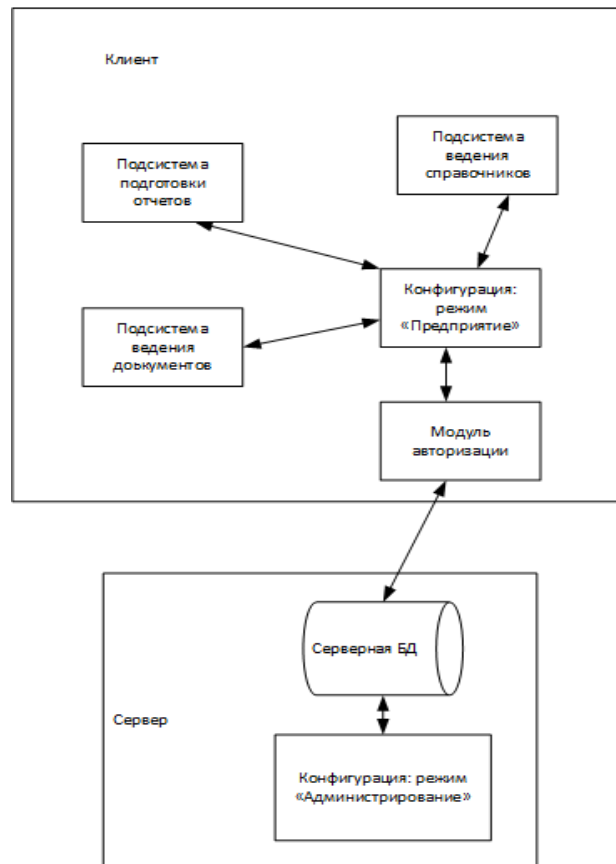 Клиент
Подсистема
ведения
справочников
Подсистема
подготовки
отчетов
Конфигурация:
режим
«Предприятие»
Подсистема
ведения
доькументов
Модуль
авторизации
Серверная БД
Сервер
Конфигурация: режим
«Администрирование»